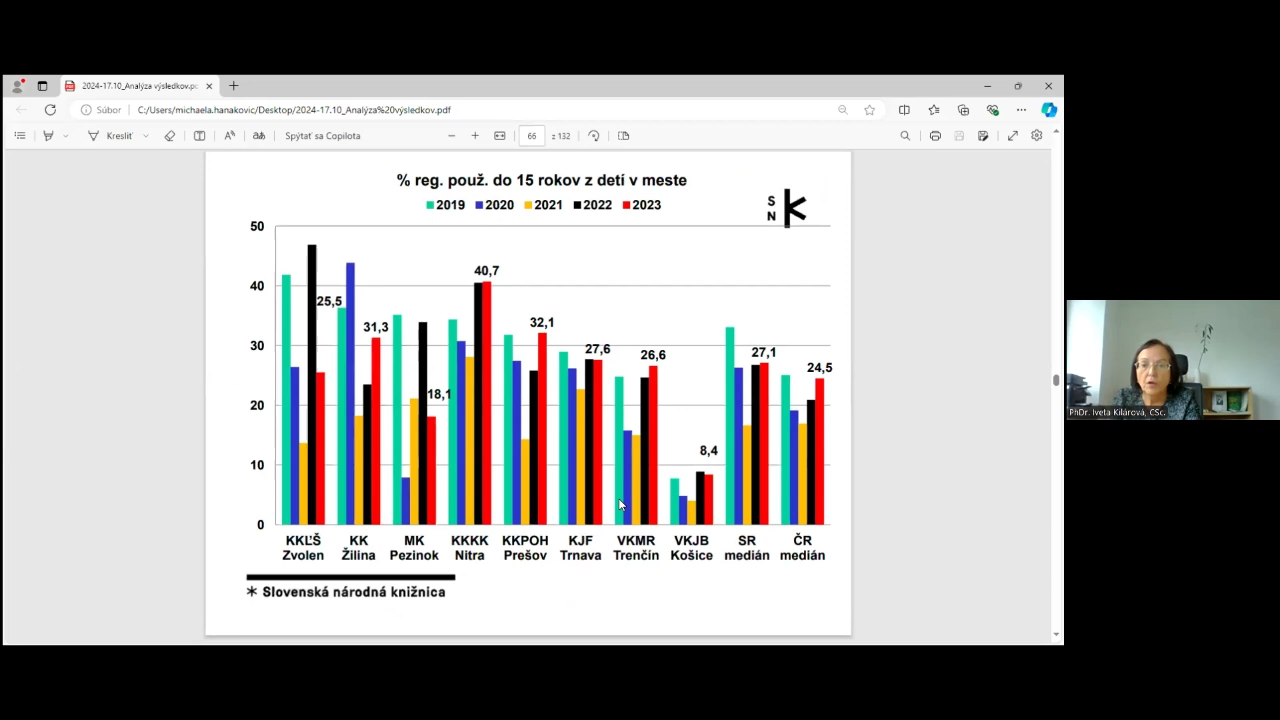 2024-17.10_Analýza výsledkov.pc
Súbor
C:/Users/michaela.hanakovic/Desktop/2024-17.10_Analýza%20výsledkov.pdf
Kresliť
Spýtať sa Copilota
66
z 132
% reg. použ. do 15 rokov z detí v meste
2019 2020 2021 2022 2023
S
N
50
40
30
20
10
0
25,5
31,3
18,1
40,7
32,1
27,6
26,6
8,4
27,1
24,5
KKĽŠ Zvolen
KK Žilina
MK Pezinok
KKKK Nitra
KKPOH Prešov
KJF Trnava
VKMR Trenčín
VKJB Košice
SR medián
ČR medián
* Slovenská národná knižnica
PhDr. Iveta Kilárová, CSc.